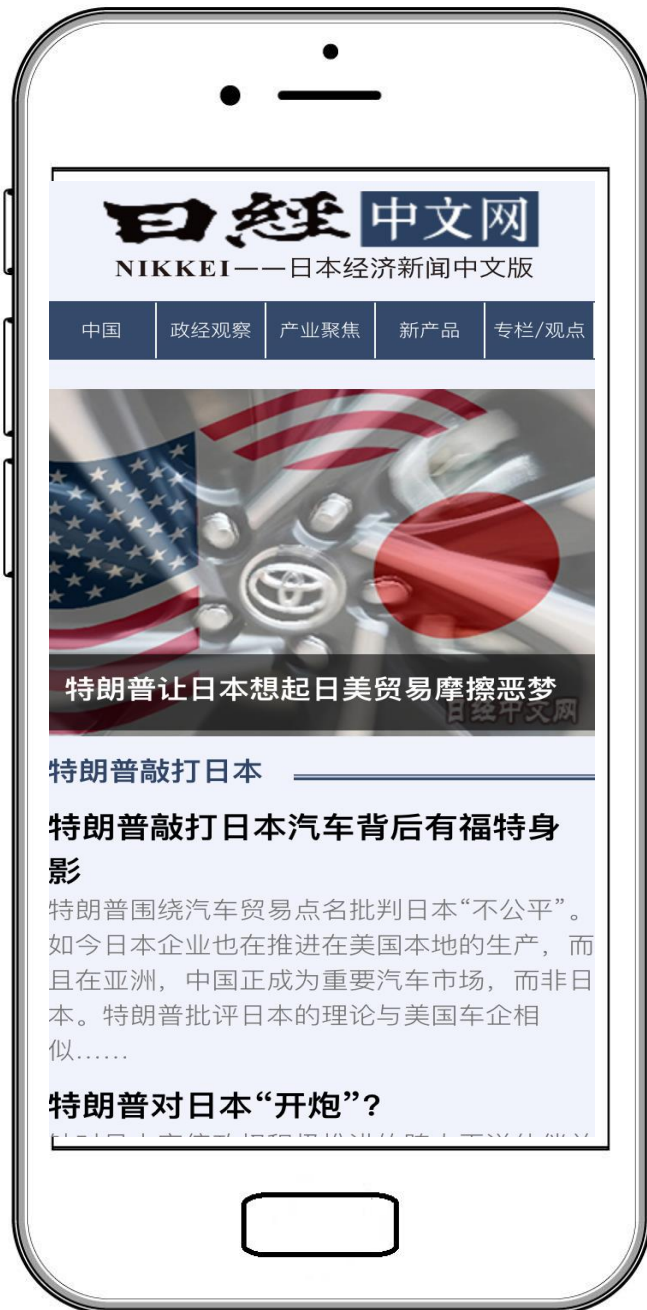 日經 中文网
NIKKEI——日本经济新闻中文版
中国 政经观察 产业聚焦 新产品 专栏/观点
特朗普让日本想起日美贸易摩擦恶梦
日经中文网
特朗普敲打日本
特朗普敲打日本汽车背后有福特身
影
特朗普围绕汽车贸易点名批判日本“不公平”。
如今日本企业也在推进在美国本地的生产，而
且在亚洲，中国正成为重要汽车市场，而非日
本。特朗普批评日本的理论与美国车企相
似……
特朗普对日本“开炮”?